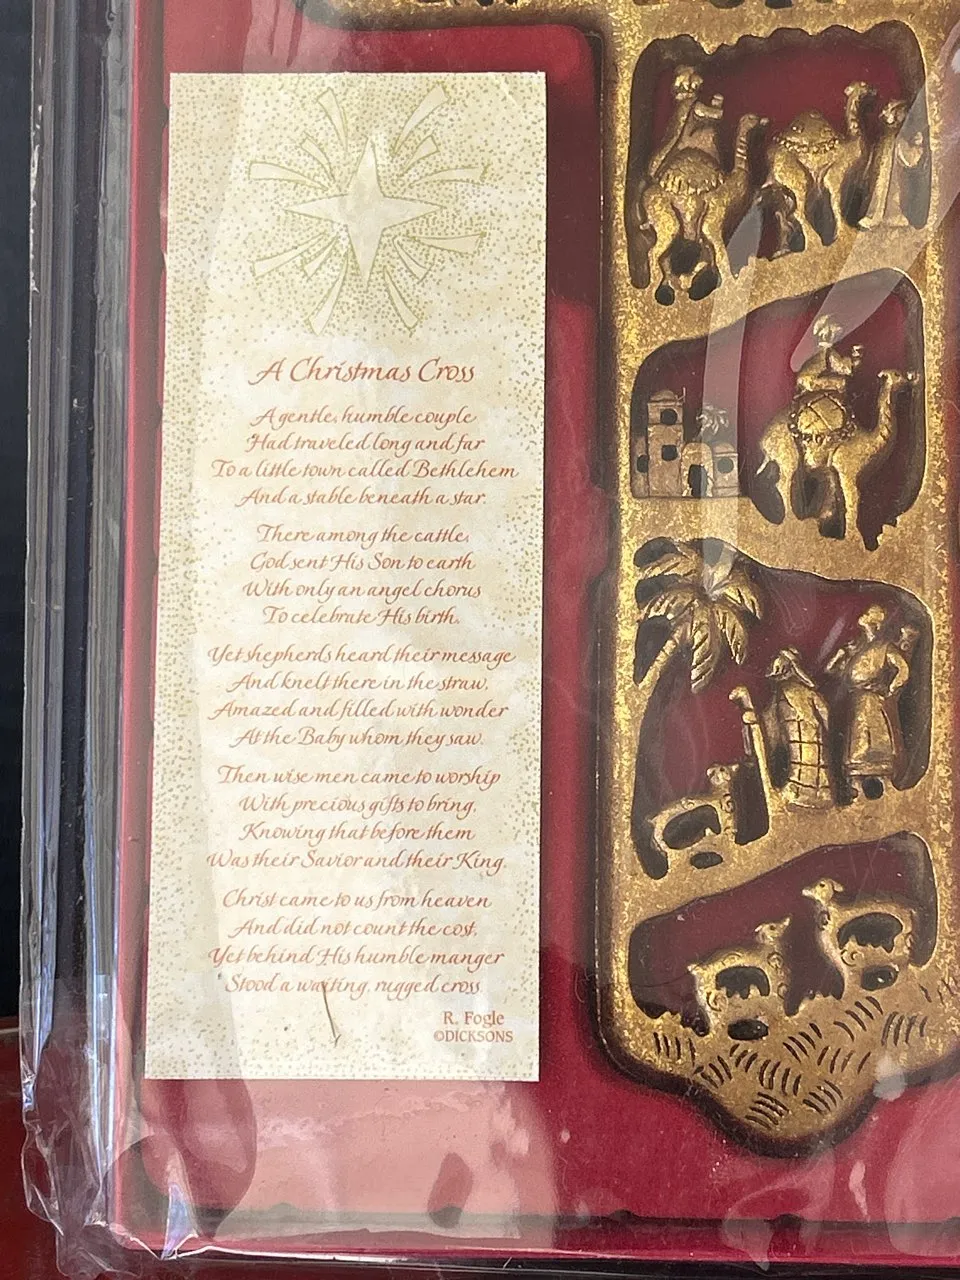 A Christmas Cross
A gentle, humble couple
Had traveled long and far
To a little town called Bethlehem
And a stable beneath a star.
There among the cattle,
God sent His Son to earth
With only an angel chorus
To celebrate His birth.
Yet shepherds heard their message
And knelt there in the straw,
Amazed and filled with wonder
At the Baby whom they saw.
Then wise men came to worship
With precious gifts to bring,
Knowing that before them
Was their Savior and their King.
Christ came to us from heaven
And did not count the cost,
Yet behind His humble manger
Stood a waiting, rugged cross
R. Fogle
©DICKSONS